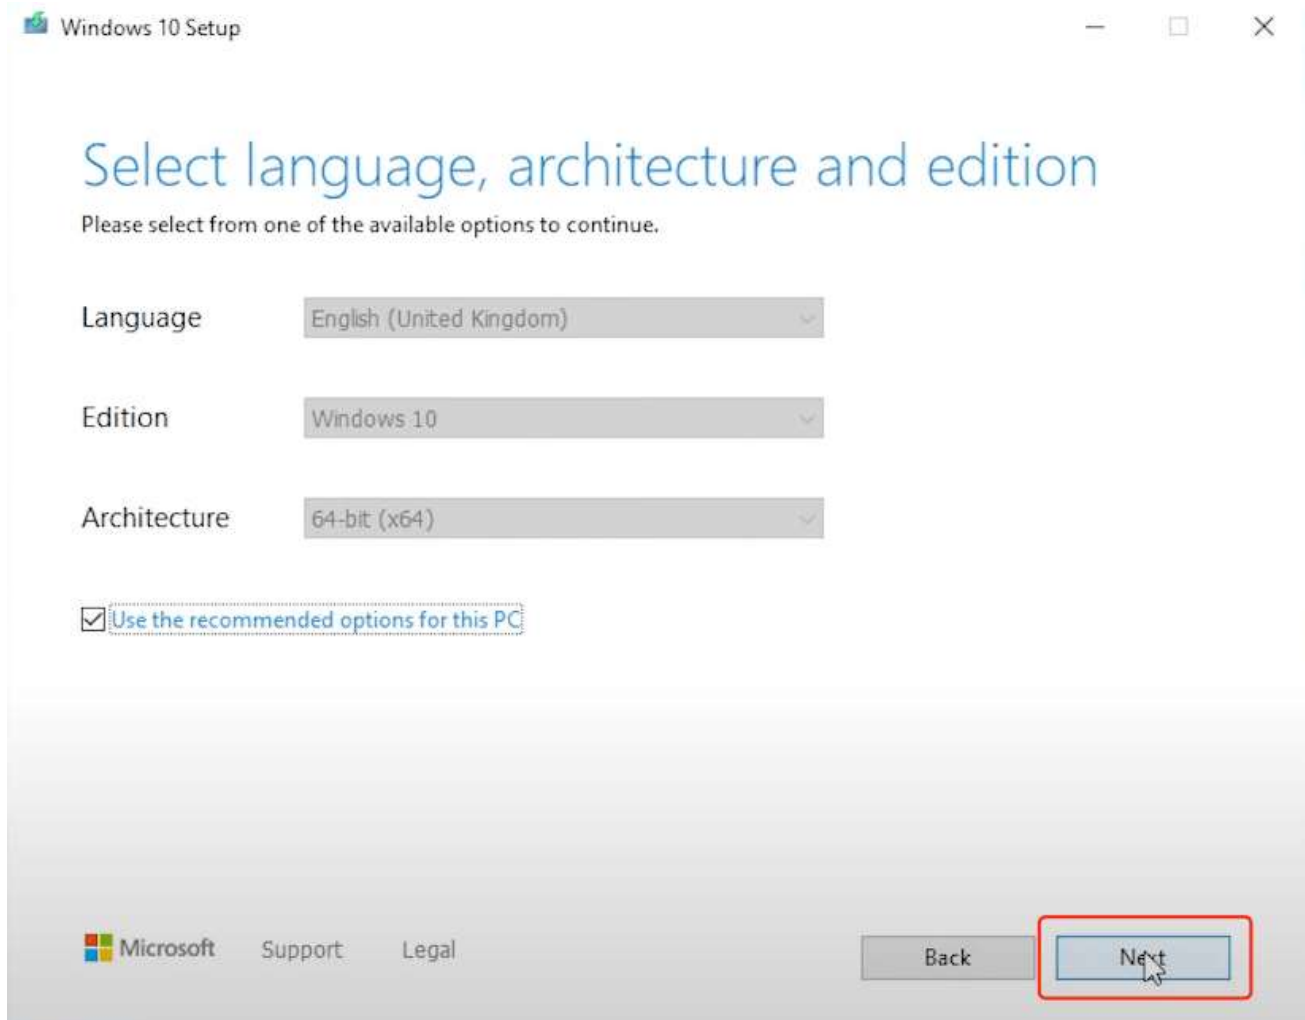 Windows 10 Setup
Select language, architecture and edition
Please select from one of the available options to continue.
Language English (United Kingdom)
Edition Windows 10
Architecture 64-bit (x64)
Use the recommended options for this PC
Microsoft Support Legal Back Next